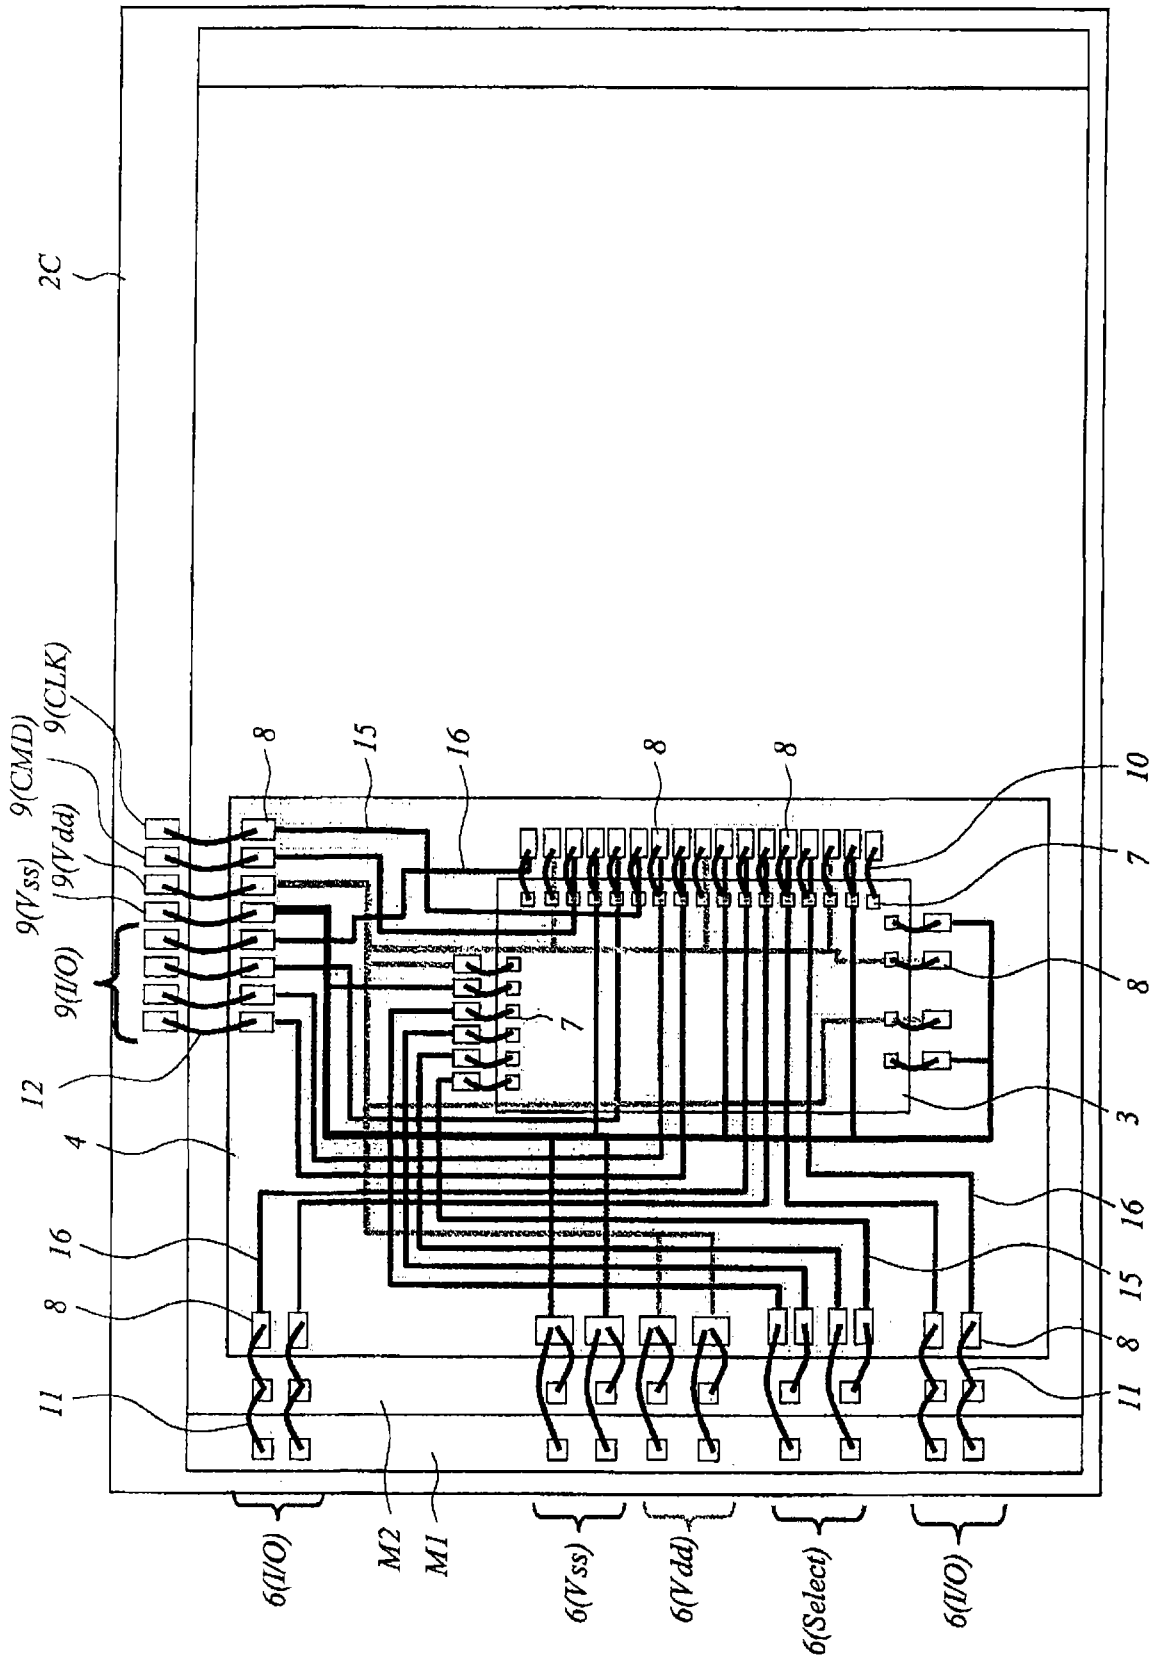 2C
9(CLK)
9(CMD)
9(Vdd)
9(Vss)
9(I/O)
12
4
16
8
11
8
15
16
8
8
10
7
7
8
3
16
15
8
11
6(I/O)
M2
M1
6(Vss)
6(Vdd)
6(Select)
6(I/O)